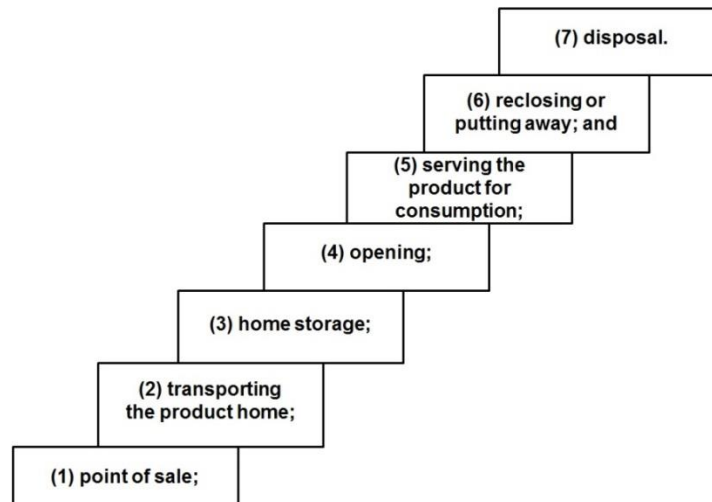 (7) disposal.
(6) reclosing or
putting away; and
(5) serving the
product for
consumption;
(4) opening;
(3) home storage;
(2) transporting
the product home;
(1) point of sale;